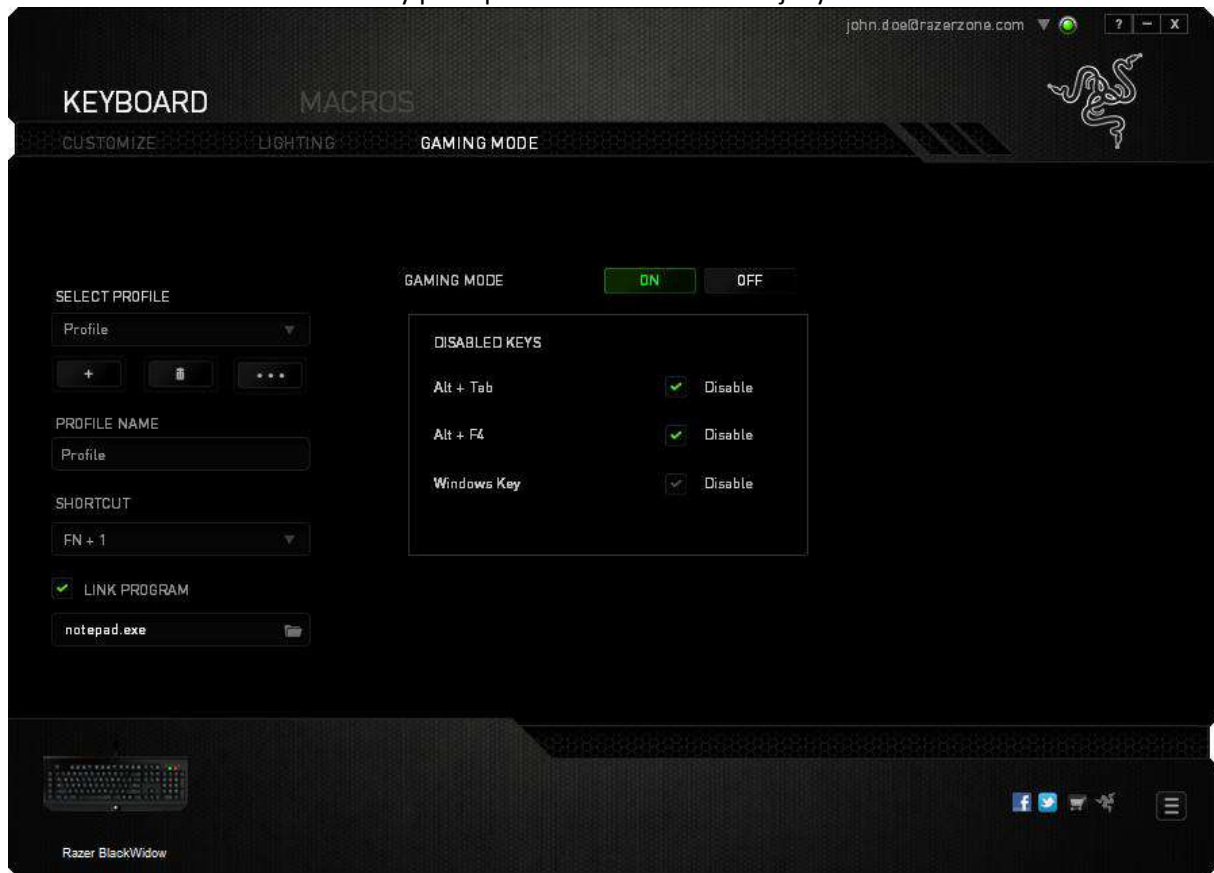 john.doe@razerzone.com
? - X
KEYBOARD MACROS
CUSTOMIZE LIGHTING GAMING MODE
GAMING MODE ON OFF
SELECT PROFILE
Profile
DISABLED KEYS
+ •••
Alt + Tab Disable
PROFILE NAME
Alt + F4 Disable
Profile
Windows Key Disable
SHORTCUT
FN + 1
LINK PROGRAM
notepad.exe
Razer BlackWidow